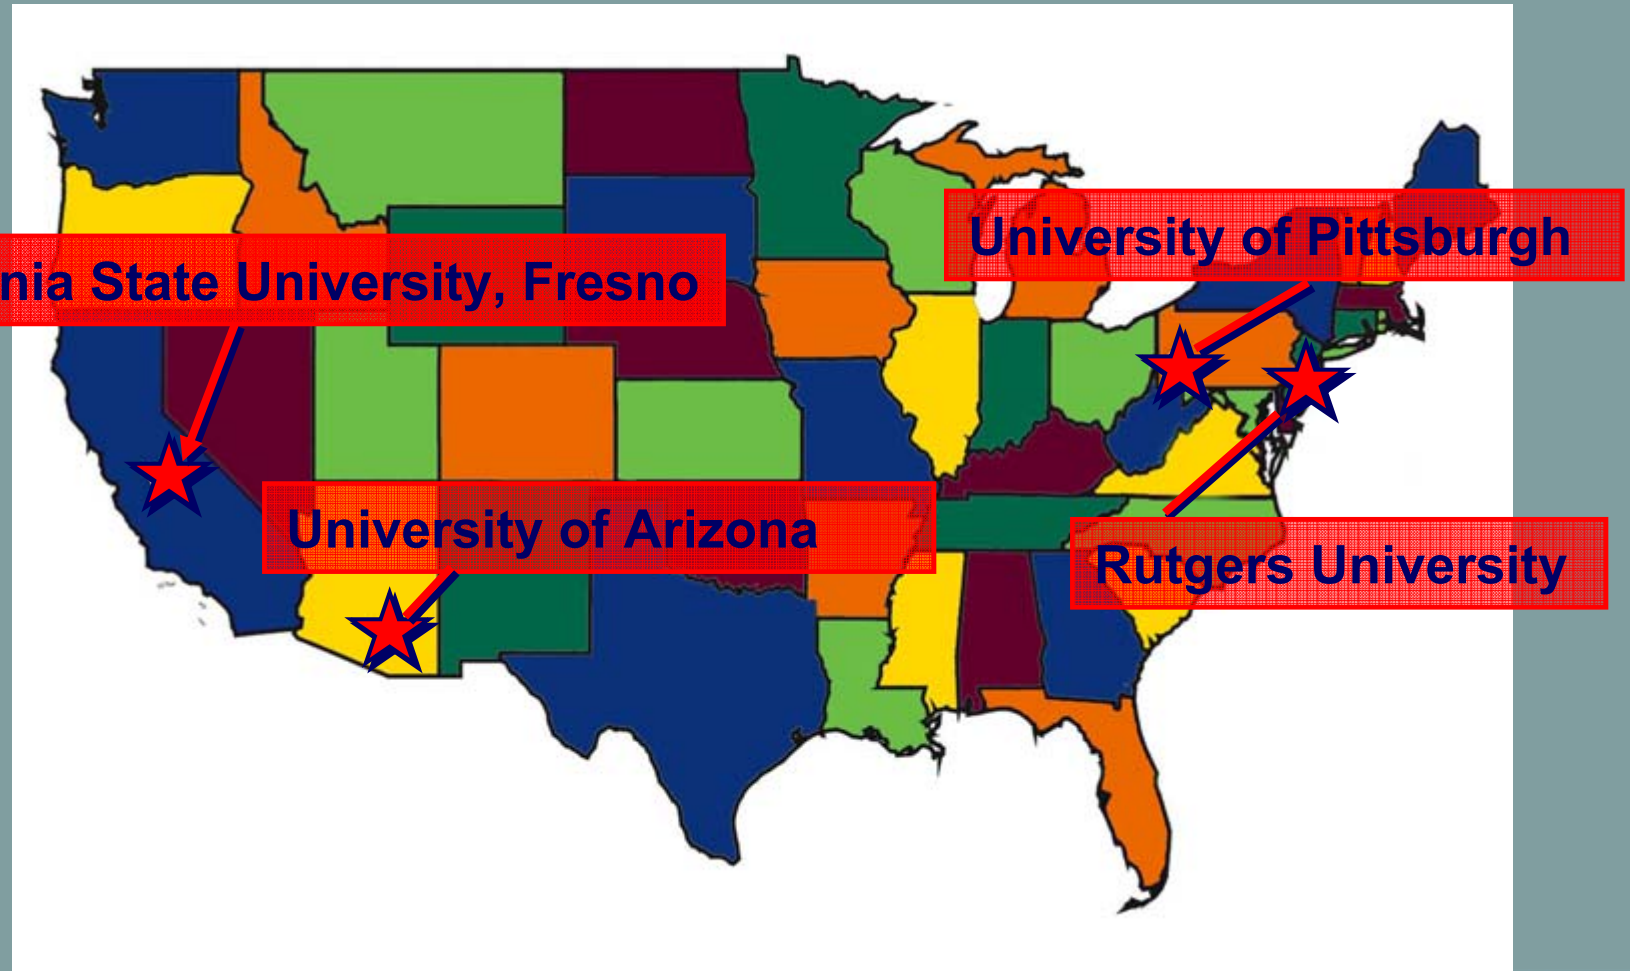 University of Pittsburgh
nia State University, Fresno
University of Arizona
Rutgers University